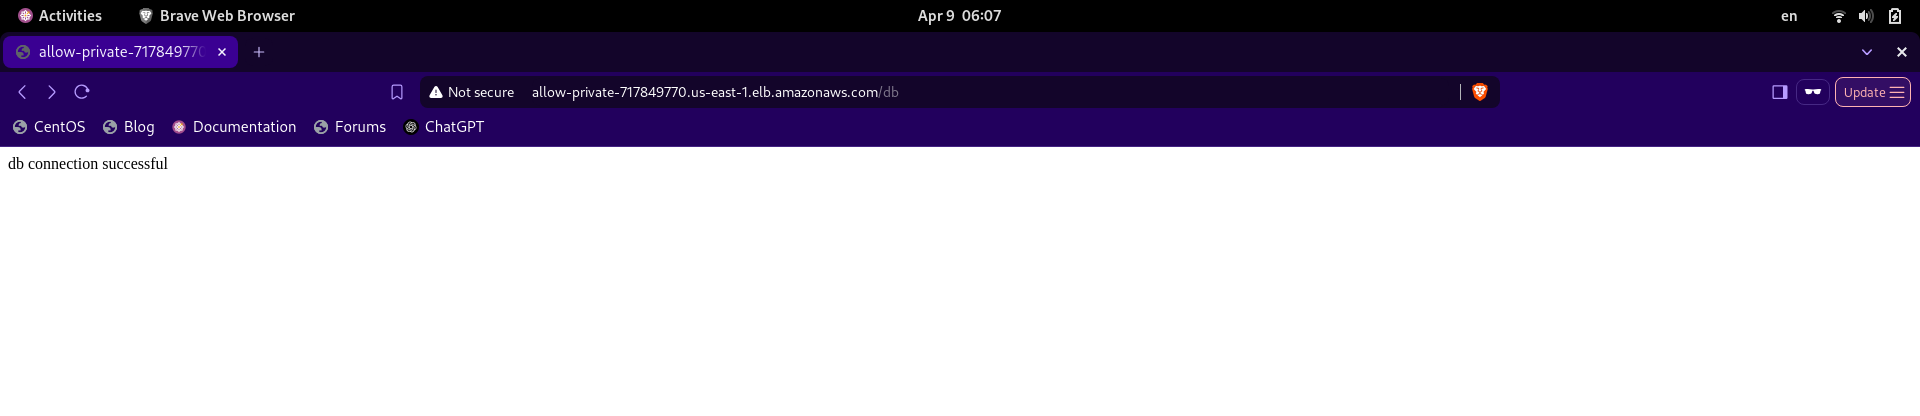 Activities Brave Web Browser Apr 9 06:07 en
allow-private-717849770
Not secure allow-private-717849770.us-east-1.elb.amazonaws.com/db Update
CentOS Blog Documentation Forums ChatGPT
db connection successful